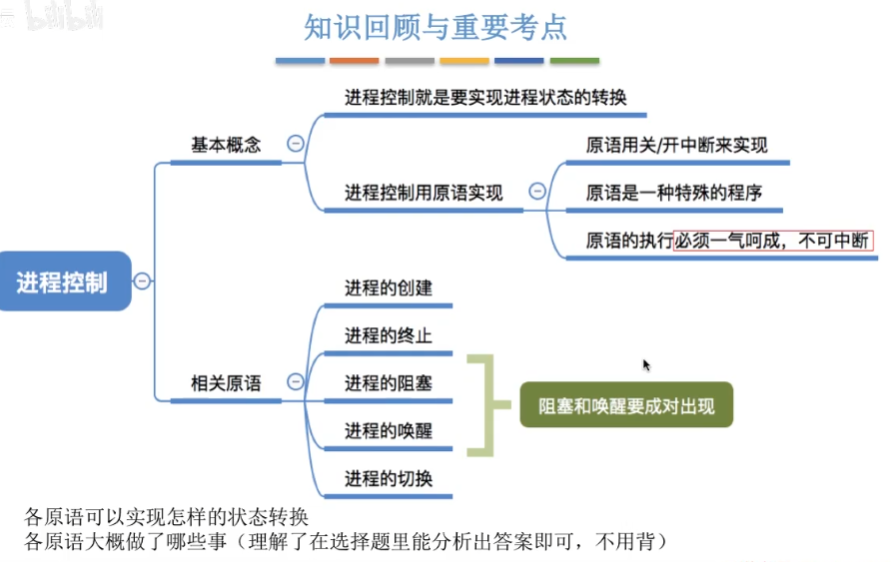 bilibili
知识回顾与重要考点
进程控制就是要实现进程状态的转换
基本概念
原语用关/开中断来实现
进程控制用原语实现
原语是一种特殊的程序
原语的执行必须一气呵成，不可中断
进程控制
进程的创建
进程的终止
相关原语
进程的阻塞
阻塞和唤醒要成对出现
进程的唤醒
进程的切换
各原语可以实现怎样的状态转换
各原语大概做了哪些事（理解了在选择题里能分析出答案即可，不用背）